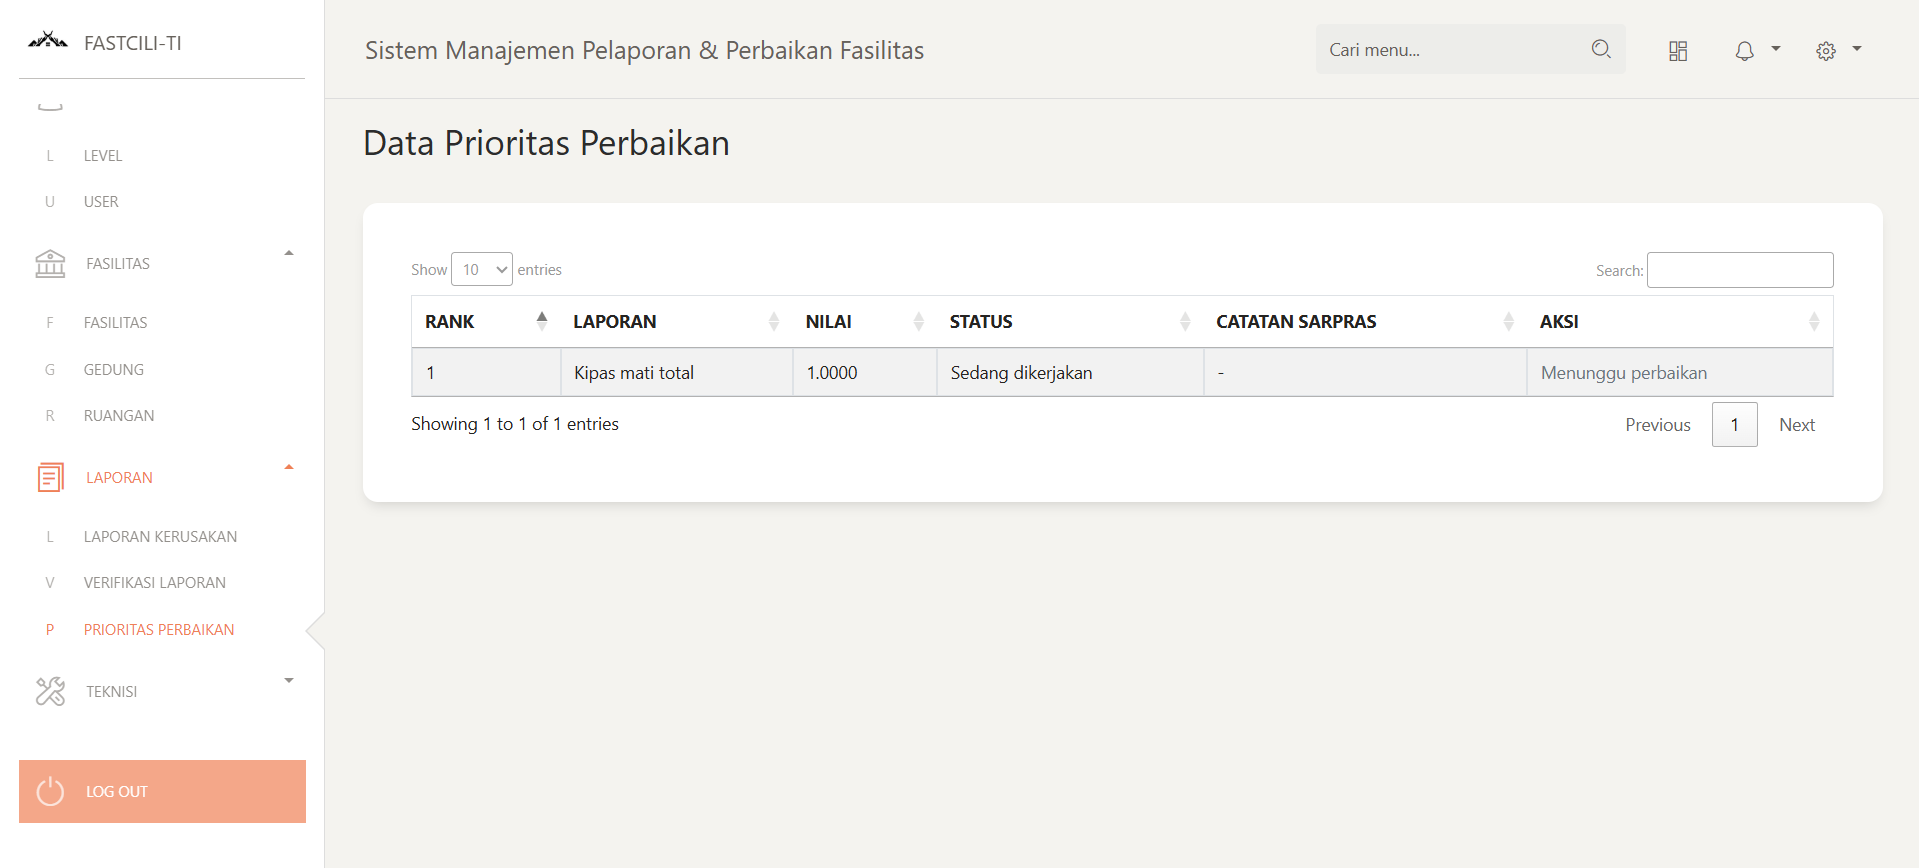 FASTCILI-TI
L LEVEL
U USER
FASILITAS
F FASILITAS
G GEDUNG
R RUANGAN
LAPORAN
L LAPORAN KERUSAKAN
V VERIFIKASI LAPORAN
P PRIORITAS PERBAIKAN
TEKNISI
LOG OUT
Sistem Manajemen Pelaporan & Perbaikan Fasilitas
Cari menu...
Data Prioritas Perbaikan
Show 10 entries
Search:
RANK LAPORAN NILAI STATUS CATATAN SARPRAS AKSI
1 Kipas mati total 1.0000 Sedang dikerjakan - Menunggu perbaikan
Showing 1 to 1 of 1 entries
Previous 1 Next